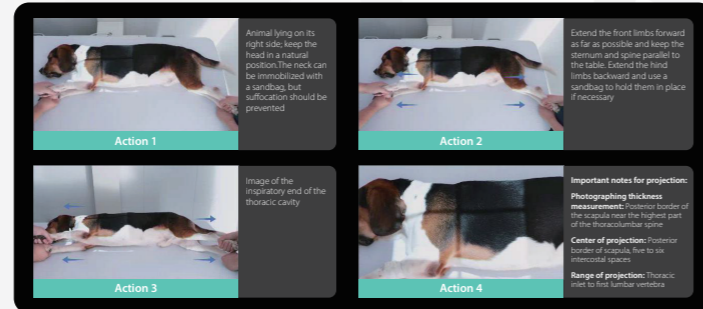 Animal lying on its
right side; keep the
head in a natural
position.The neck can
be immobilized with
a sandbag, but
suffocation should be
prevented
Action 1
Extend the front limbs forward
as far as possible and keep the
sternum and spine parallel to
the table. Extend the hind
limbs backward and use a
sandbag to hold them in place
if necessary
Action 2
Image of the
inspiratory end of the
thoracic cavity
Action 3
Important notes for projection:
Photographing thickness
measurement: Posterior border of
the scapula near the highest part
of the thoracolumbar spine
Center of projection: Posterior
border of scapula, five to six
intercostal spaces
Range of projection: Thoracic
inlet to first lumbar vertebra
Action 4